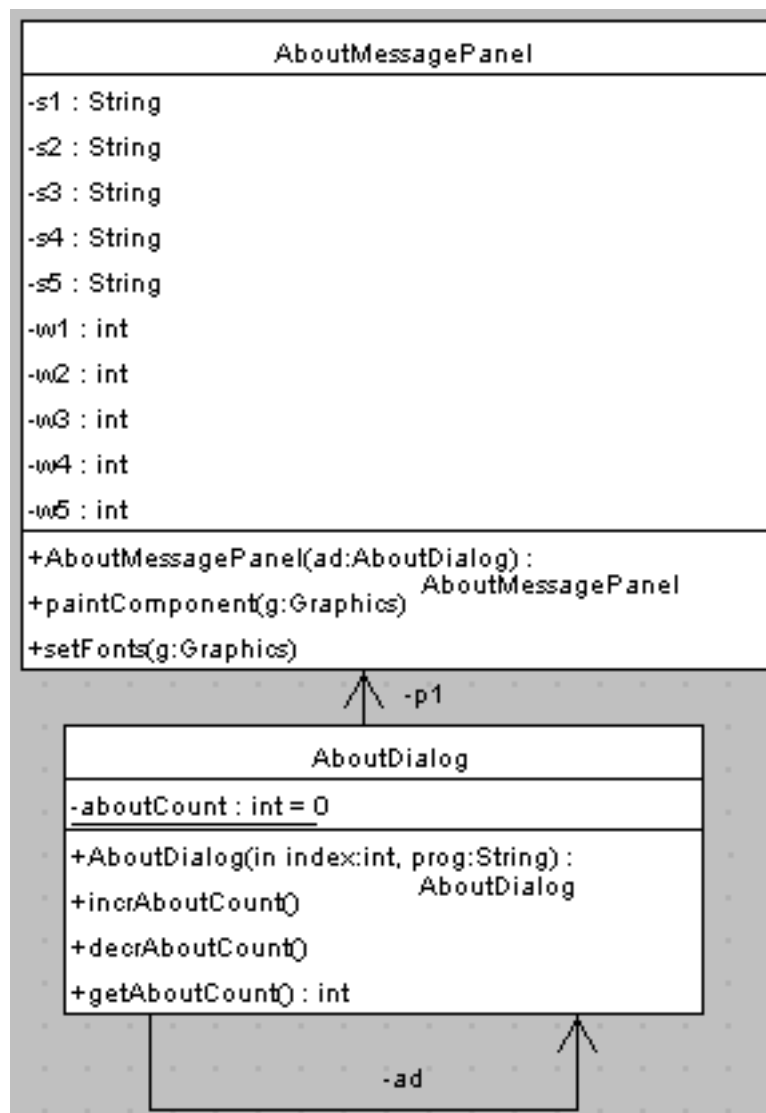 AboutMessagePanel
-s1 : String
-s2 : String
-s3 : String
-s4 : String
-s5 : String
-w1 : int
-w2 : int
-w3 : int
-w4 : int
-w5 : int
+AboutMessagePanel(ad:AboutDialog) :
AboutMessagePanel
+paintComponent(g:Graphics)
+setFonts(g:Graphics)
-p1
AboutDialog
-aboutCount : int = 0
+AboutDialog(in index:int, prog:String) :
AboutDialog
+incrAboutCount()
+decrAboutCount()
+getAboutCount() : int
-ad